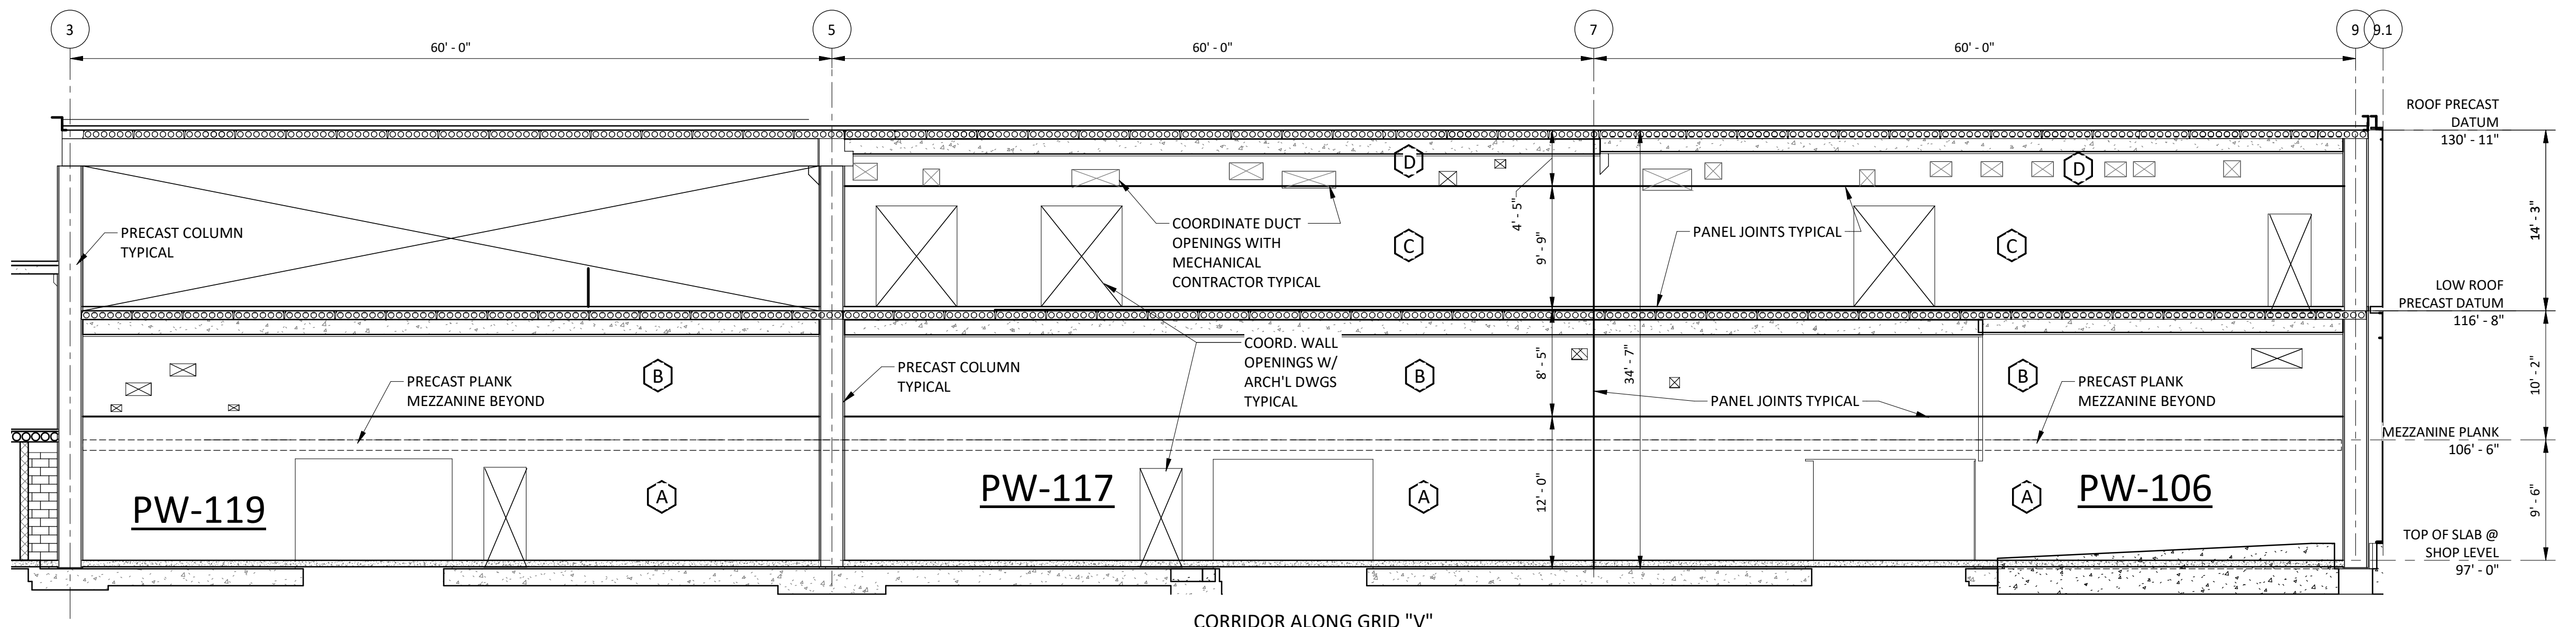 3
5
7
9
9.1
60' - 0"
60' - 0"
60' - 0"
ROOF PRECAST
DATUM
130' - 11"
D
D
PRECAST COLUMN
TYPICAL
COORDINATE DUCT
OPENINGS WITH
MECHANICAL
CONTRACTOR TYPICAL
C
4' - 5"
9' - 9"
PANEL JOINTS TYPICAL
C
14' - 3"
LOW ROOF
PRECAST DATUM
116' - 8"
B
PRECAST PLANK
MEZZANINE BEYOND
PRECAST COLUMN
TYPICAL
COORD. WALL
OPENINGS W/
ARCH'L DWGS
TYPICAL
B
8' - 5"
34' - 7"
PANEL JOINTS TYPICAL
B
PRECAST PLANK
MEZZANINE BEYOND
10' - 2"
MEZZANINE PLANK
106' - 6"
PW-119
A
PW-117
A
12' - 0"
A
PW-106
9' - 6"
TOP OF SLAB @
SHOP LEVEL
97' - 0"
CORRIDOR ALONG GRID "V"